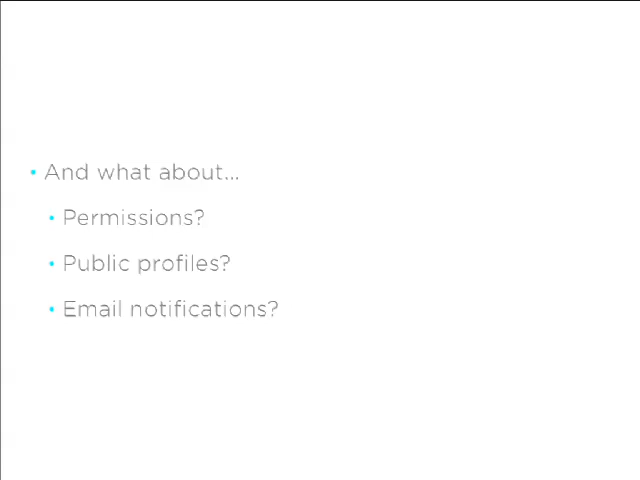 • And what about...
• Permissions?
• Public profiles?
• Email notifications?